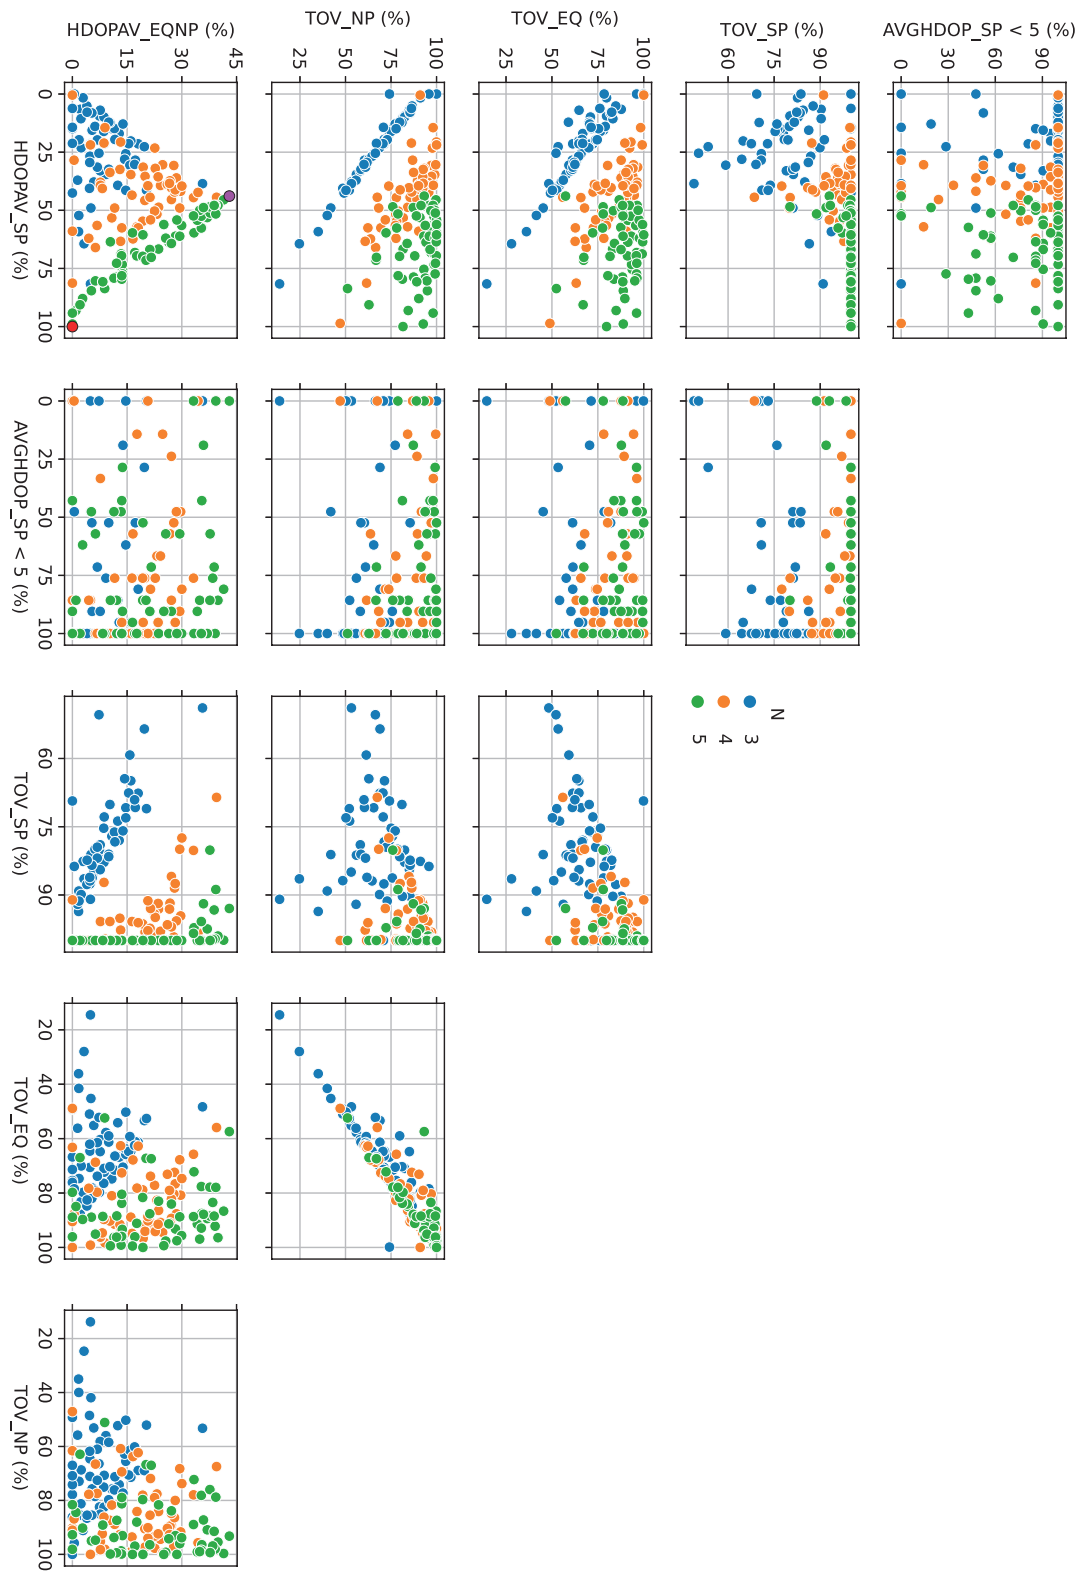 HDOPAV_EQNP (%)
TOV_NP (%)
TOV_EQ (%)
TOV_SP (%)
AVGHDOP_SP < 5 (%)
0 15 30 45
25 50 75 100
25 50 75 100
60 75 90
0 30 60 90
0 25 50 75 100
HDOPAV_SP (%)
0 25 50 75 100
AVGHDOP_SP < 5 (%)
60 75 90
TOV_SP (%)
N
3
4
5
20 40 60 80 100
TOV_EQ (%)
20 40 60 80 100
TOV_NP (%)